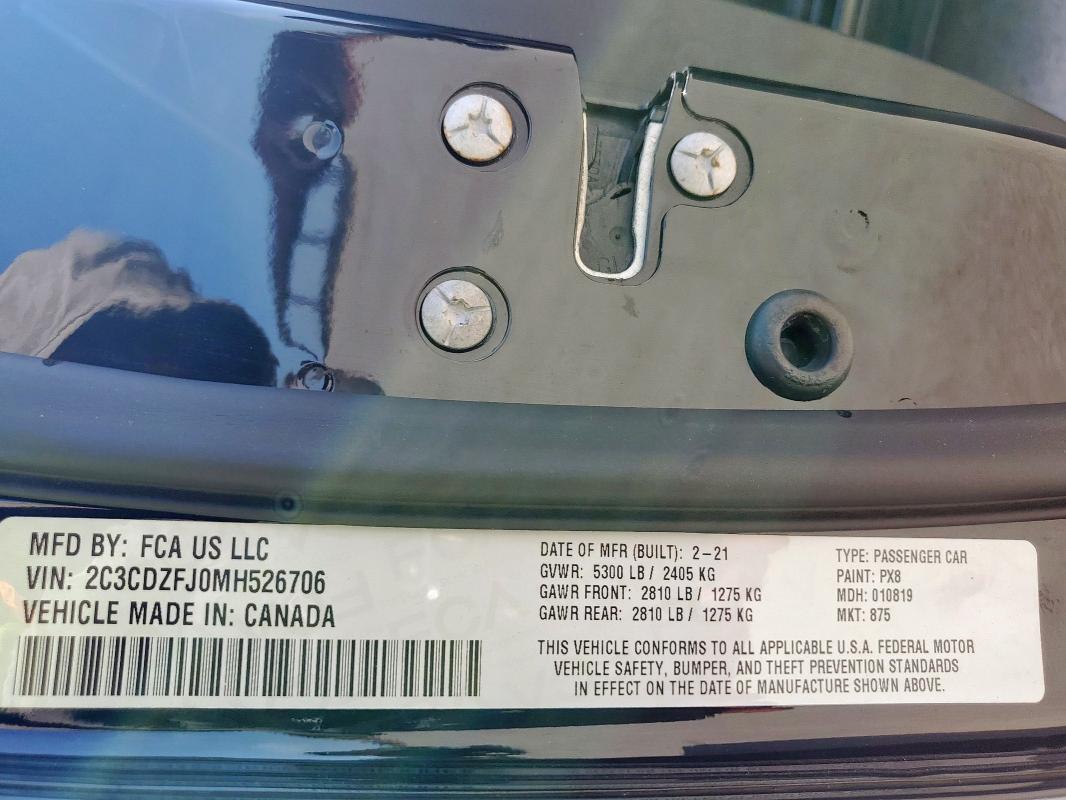 MFD BY: FCA US LLC
VIN: 2C3CDZFJ0MH526706
VEHICLE MADE IN: CANADA
DATE OF MFR (BUILT): 2-21
GVWR: 5300 LB / 2405 KG
GAWR FRONT: 2810 LB / 1275 KG
GAWR REAR: 2810 LB / 1275 KG
TYPE: PASSENGER CAR
PAINT: PX8
MDH: 010819
MKT: 875
THIS VEHICLE CONFORMS TO ALL APPLICABLE U.S.A. FEDERAL MOTOR
VEHICLE SAFETY, BUMPER, AND THEFT PREVENTION STANDARDS
IN EFFECT ON THE DATE OF MANUFACTURE SHOWN ABOVE.